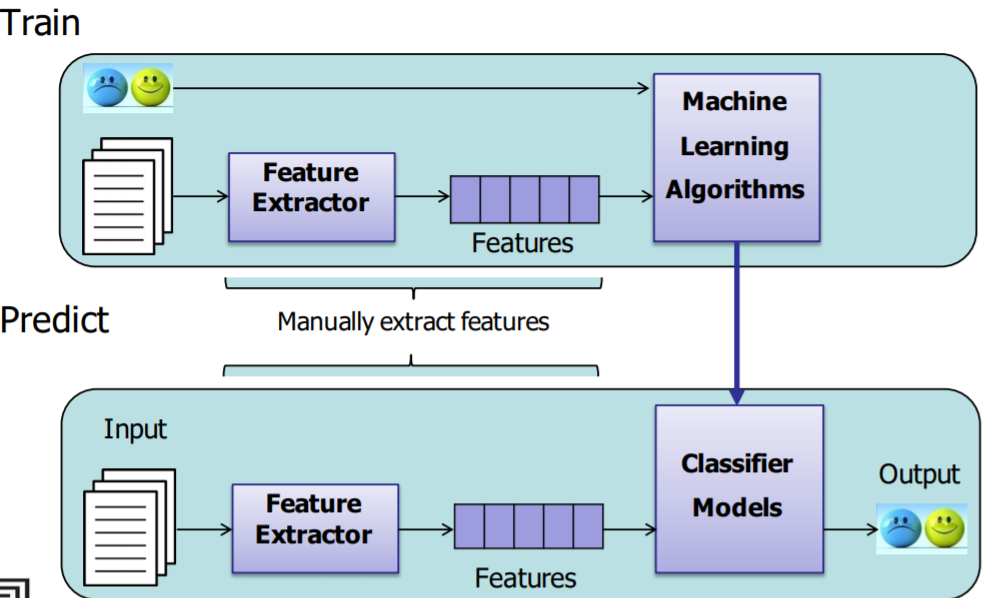 Train
Machine
Learning
Algorithms
Feature
Extractor
Features
Manually extract features
Predict
Input
Feature
Extractor
Features
Classifier
Models
Output